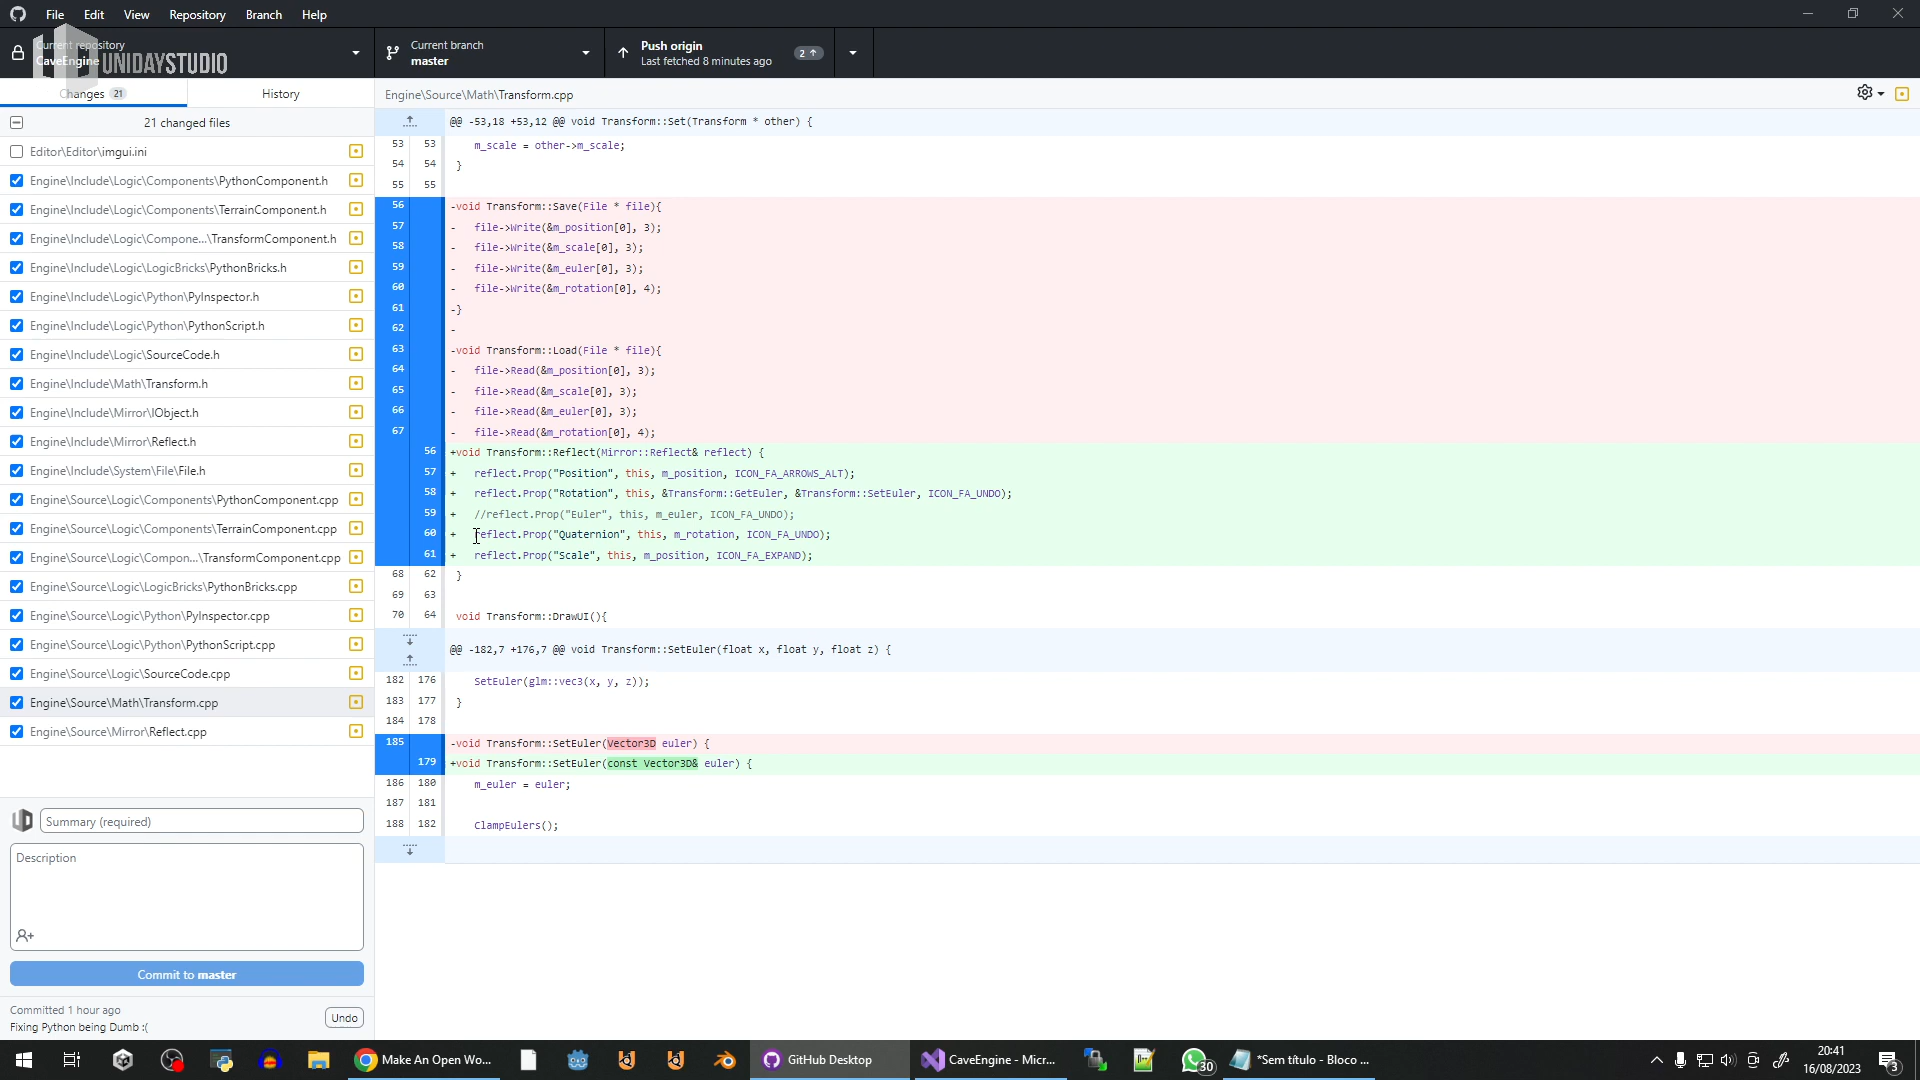 File Edit View Repository Branch Help
Current repository
CaveEngine
UNIDAYSTUDIO
Current branch
master
Push origin
Last fetched 8 minutes ago
2
Changes 21
History
Engine\Source\Math\Transform.cpp
21 changed files
Editor\Editor\imgui.ini
Engine\Include\Logic\Components\PythonComponent.h
Engine\Include\Logic\Components\TerrainComponent.h
Engine\Include\Logic\Compone...\TransformComponent.h
Engine\Include\Logic\LogicBricks\PythonBricks.h
Engine\Include\Logic\Python\PyInspector.h
Engine\Include\Logic\Python\PythonScript.h
Engine\Include\Logic\SourceCode.h
Engine\Include\Math\Transform.h
Engine\Include\Mirror\IObject.h
Engine\Include\Mirror\Reflect.h
Engine\Include\System\File\File.h
Engine\Source\Logic\Components\PythonComponent.cpp
Engine\Source\Logic\Components\TerrainComponent.cpp
Engine\Source\Logic\Compon...\TransformComponent.cpp
Engine\Source\Logic\LogicBricks\PythonBricks.cpp
Engine\Source\Logic\Python\PyInspector.cpp
Engine\Source\Logic\Python\PythonScript.cpp
Engine\Source\Logic\SourceCode.cpp
Engine\Source\Math\Transform.cpp
Engine\Source\Mirror\Reflect.cpp
Summary (required)
Description
Commit to master
Committed 1 hour ago
Fixing Python being Dumb :(
Undo
@@ -53,18 +53,12 @@ void Transform::Set(Transform * other) {
53 53 m_scale = other->m_scale;
54 54 }
55 55
56 -void Transform::Save(File * file){
57 - file->Write(&m_position[0], 3);
58 - file->Write(&m_scale[0], 3);
59 - file->Write(&m_euler[0], 3);
60 - file->Write(&m_rotation[0], 4);
61 -}
62 -
63 -void Transform::Load(File * file){
64 - file->Read(&m_position[0], 3);
65 - file->Read(&m_scale[0], 3);
66 - file->Read(&m_euler[0], 3);
67 - file->Read(&m_rotation[0], 4);
56 +void Transform::Reflect(Mirror::Reflect& reflect) {
57 + reflect.Prop("Position", this, m_position, ICON_FA_ARROWS_ALT);
58 + reflect.Prop("Rotation", this, &Transform::GetEuler, &Transform::SetEuler, ICON_FA_UNDO);
59 + //reflect.Prop("Euler", this, m_euler, ICON_FA_UNDO);
60 + reflect.Prop("Quaternion", this, m_rotation, ICON_FA_UNDO);
61 + reflect.Prop("Scale", this, m_position, ICON_FA_EXPAND);
68 62 }
69 63
70 64 void Transform::DrawUI(){
@@ -182,7 +176,7 @@ void Transform::SetEuler(float x, float y, float z) {
182 176 SetEuler(glm::vec3(x, y, z));
183 177 }
184 178
185 -void Transform::SetEuler(Vector3D euler) {
179 +void Transform::SetEuler(const Vector3D& euler) {
186 180 m_euler = euler;
187 181
188 182 ClampEulers();
Make An Open Wo...
GitHub Desktop
CaveEngine - Micr...
30
*Sem título - Bloco ...
20:41
16/08/2023
3